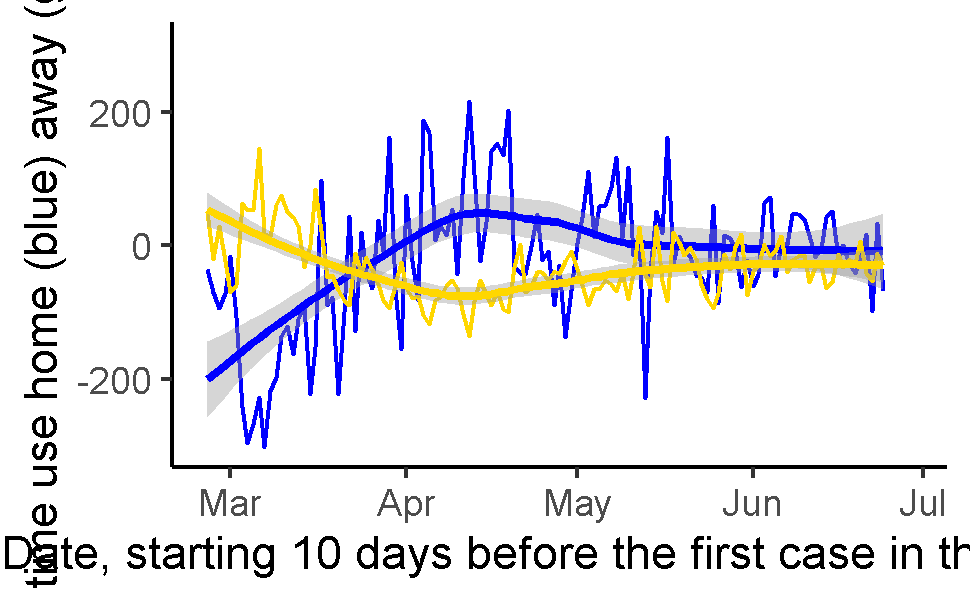 time use home (blue) away (
200
0
-200
Mar Apr May Jun Jul
Date, starting 10 days before the first case in th